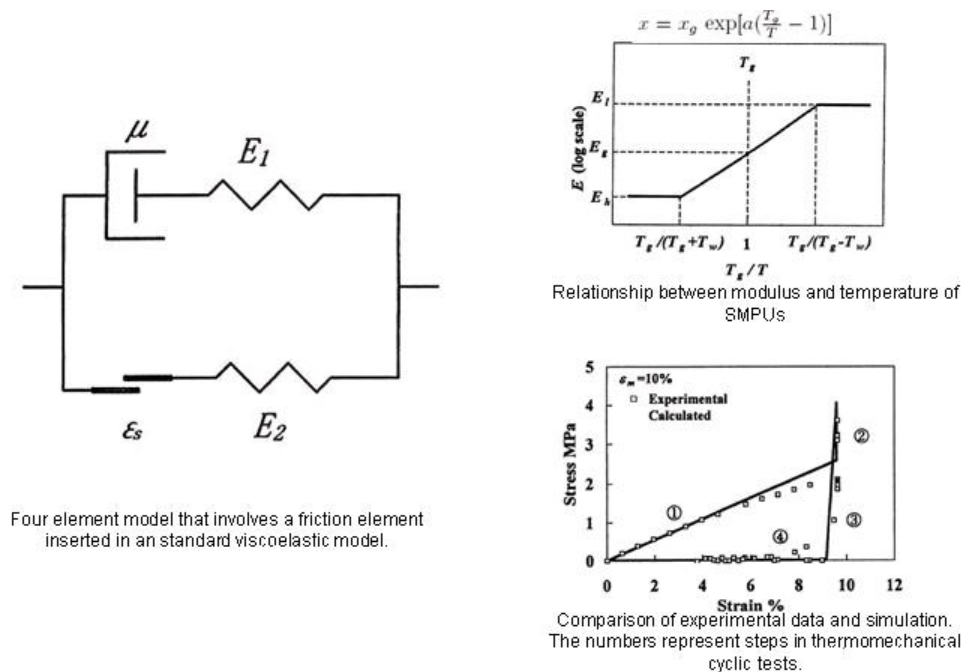 μ
E₁
εₛ
E₂
Four element model that involves a friction element
inserted in an standard viscoelastic model.
x = x_g exp[a(T_g/T − 1)]
T_g
E_l
E_g
E_h
E (log scale)
T_g/(T_g+T_w) 1 T_g/(T_g-T_w)
T_g/T
Relationship between modulus and temperature of
SMPUs
5
4
3
2
1
0
Stress MPa
εₘ=10%
Experimental
Calculated
①
②
③
④
0 2 4 6 8 10 12
Strain %
Comparison of experimental data and simulation.
The numbers represent steps in thermomechanical
cyclic tests.